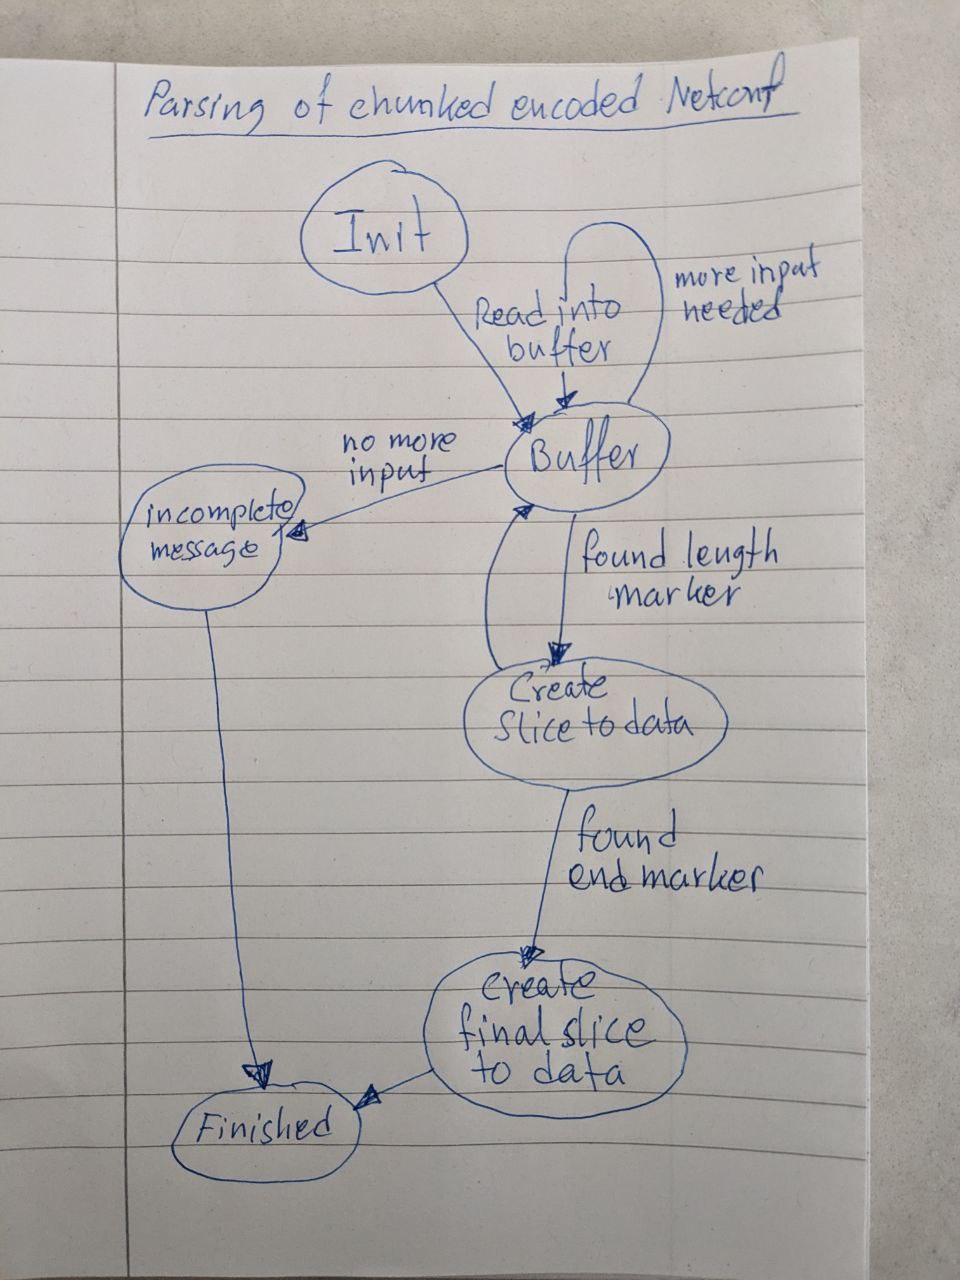 Parsing of chunked encoded Netconf
Init
Read into
buffer
more input
needed
Buffer
no more
input
incomplete
message
found length
marker
Create
Slice to data
found
end marker
create
final slice
to data
Finished